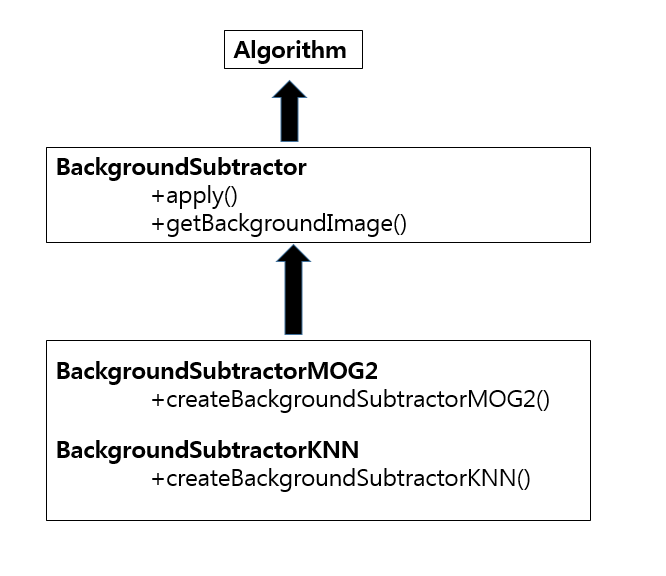 Algorithm
BackgroundSubtractor
+apply()
+getBackgroundImage()
BackgroundSubtractorMOG2
+createBackgroundSubtractorMOG2()
BackgroundSubtractorKNN
+createBackgroundSubtractorKNN()